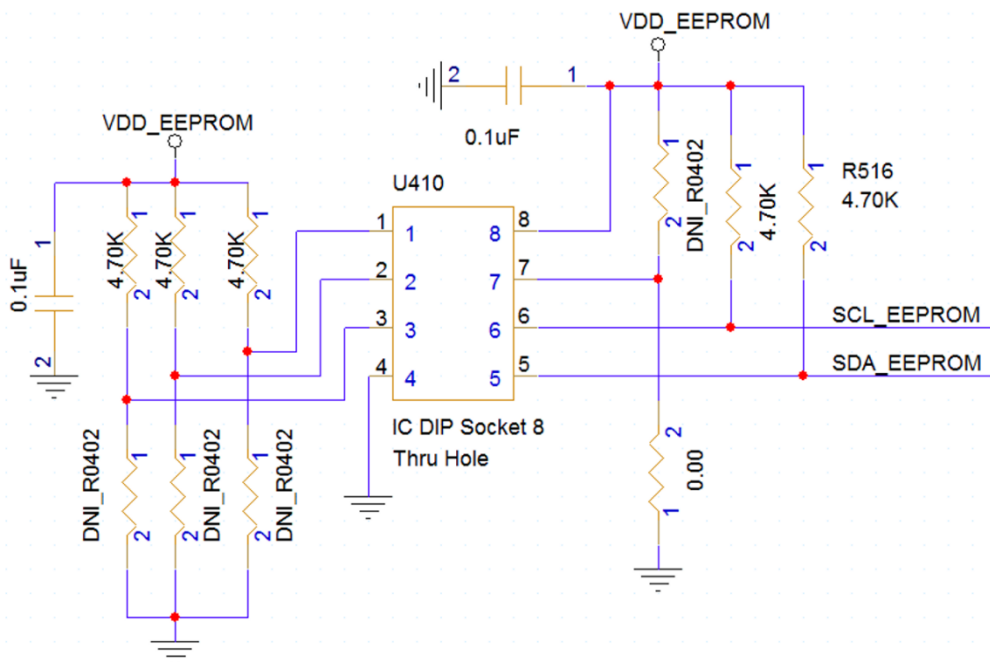 VDD_EEPROM
2
1
0.1uF
VDD_EEPROM
1
2
DNI_R0402
1
2
4.70K
1
2
R516
4.70K
1
2
0.1uF
1
2
4.70K
1
2
4.70K
1
2
4.70K
U410
1
1
8
8
2
2
7
7
3
3
6
6
4
4
5
5
SCL_EEPROM
SDA_EEPROM
IC DIP Socket 8
Thru Hole
DNI_R0402
2
DNI_R0402
2
DNI_R0402
2
2
1
0.00